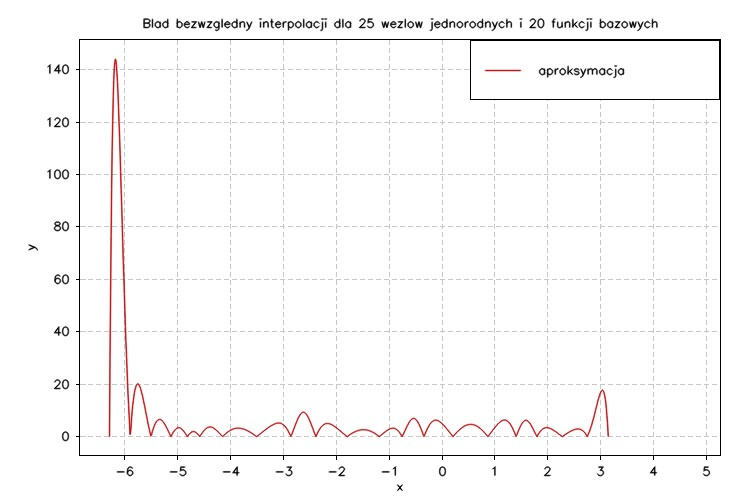 Blad bezwzgledny interpolacji dla 25 wezlow jednorodnych i 20 funkcji bazowych
aproksymacja
140
120
100
80
60
40
20
0
y
−6 −5 −4 −3 −2 −1 0 1 2 3 4 5
x